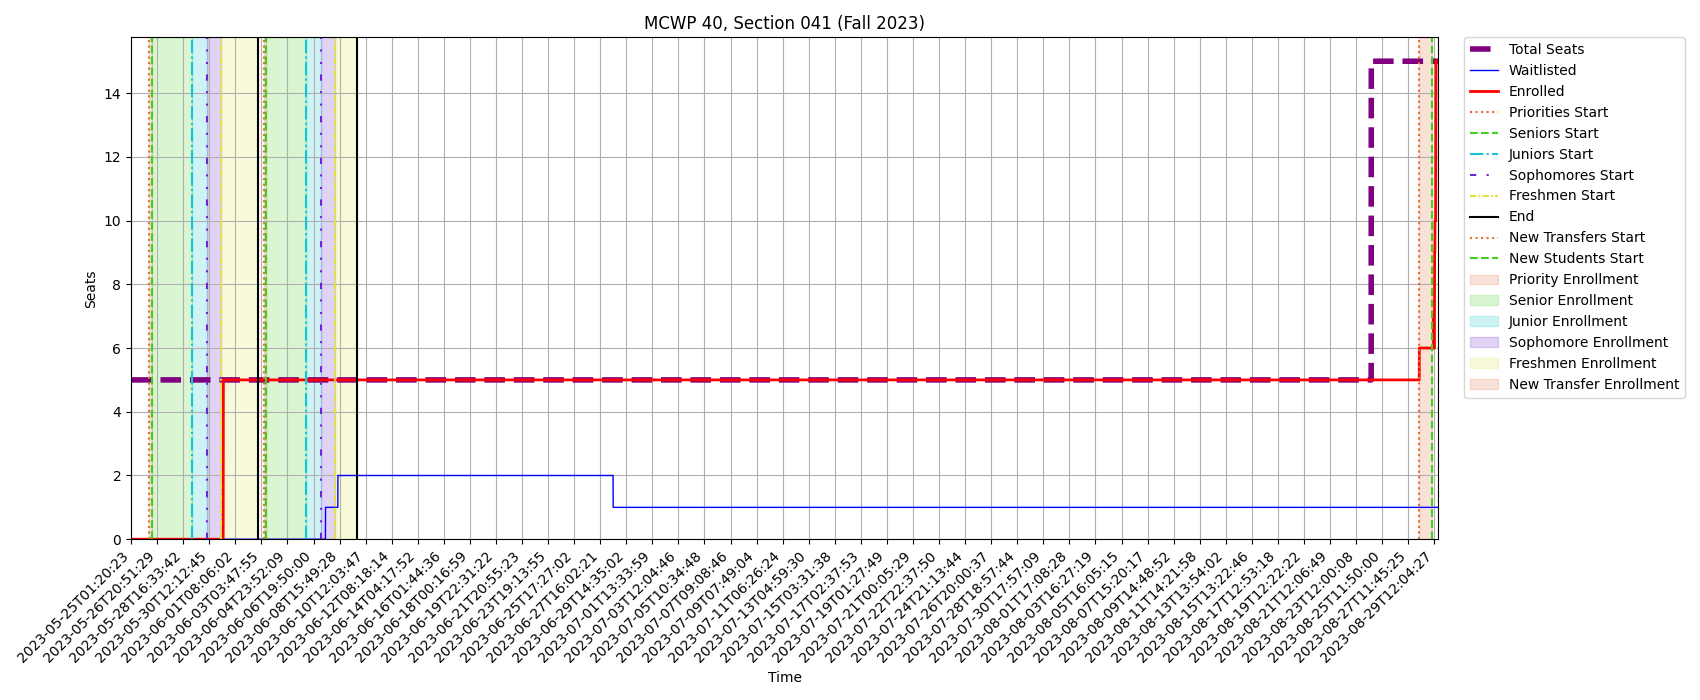 MCWP 40, Section 041 (Fall 2023)
Seats
14
12
10
8
6
4
2
0
2023-05-25T01:20:23
2023-05-26T20:51:29
2023-05-28T16:33:42
2023-05-30T12:12:45
2023-06-01T08:06:02
2023-06-03T03:47:55
2023-06-04T23:52:09
2023-06-06T19:50:00
2023-06-08T15:49:28
2023-06-10T12:03:47
2023-06-12T08:18:14
2023-06-14T04:17:52
2023-06-16T01:44:36
2023-06-18T00:16:59
2023-06-19T22:31:22
2023-06-21T20:55:23
2023-06-23T19:13:55
2023-06-25T17:27:02
2023-06-27T16:02:21
2023-06-29T14:35:02
2023-07-01T13:33:59
2023-07-03T12:04:46
2023-07-05T10:34:48
2023-07-07T09:08:46
2023-07-09T07:49:04
2023-07-11T06:26:24
2023-07-13T04:59:30
2023-07-15T03:31:38
2023-07-17T02:37:53
2023-07-19T01:27:49
2023-07-21T00:05:29
2023-07-22T22:37:50
2023-07-24T21:13:44
2023-07-26T20:00:37
2023-07-28T18:57:44
2023-07-30T17:57:09
2023-08-01T17:08:28
2023-08-03T16:27:19
2023-08-05T16:05:15
2023-08-07T15:20:17
2023-08-09T14:48:52
2023-08-11T14:21:58
2023-08-13T13:54:02
2023-08-15T13:22:46
2023-08-17T12:53:18
2023-08-19T12:22:22
2023-08-21T12:06:49
2023-08-23T12:00:08
2023-08-25T11:50:00
2023-08-27T11:45:25
2023-08-29T12:04:27
Time
Total Seats
Waitlisted
Enrolled
Priorities Start
Seniors Start
Juniors Start
Sophomores Start
Freshmen Start
End
New Transfers Start
New Students Start
Priority Enrollment
Senior Enrollment
Junior Enrollment
Sophomore Enrollment
Freshmen Enrollment
New Transfer Enrollment